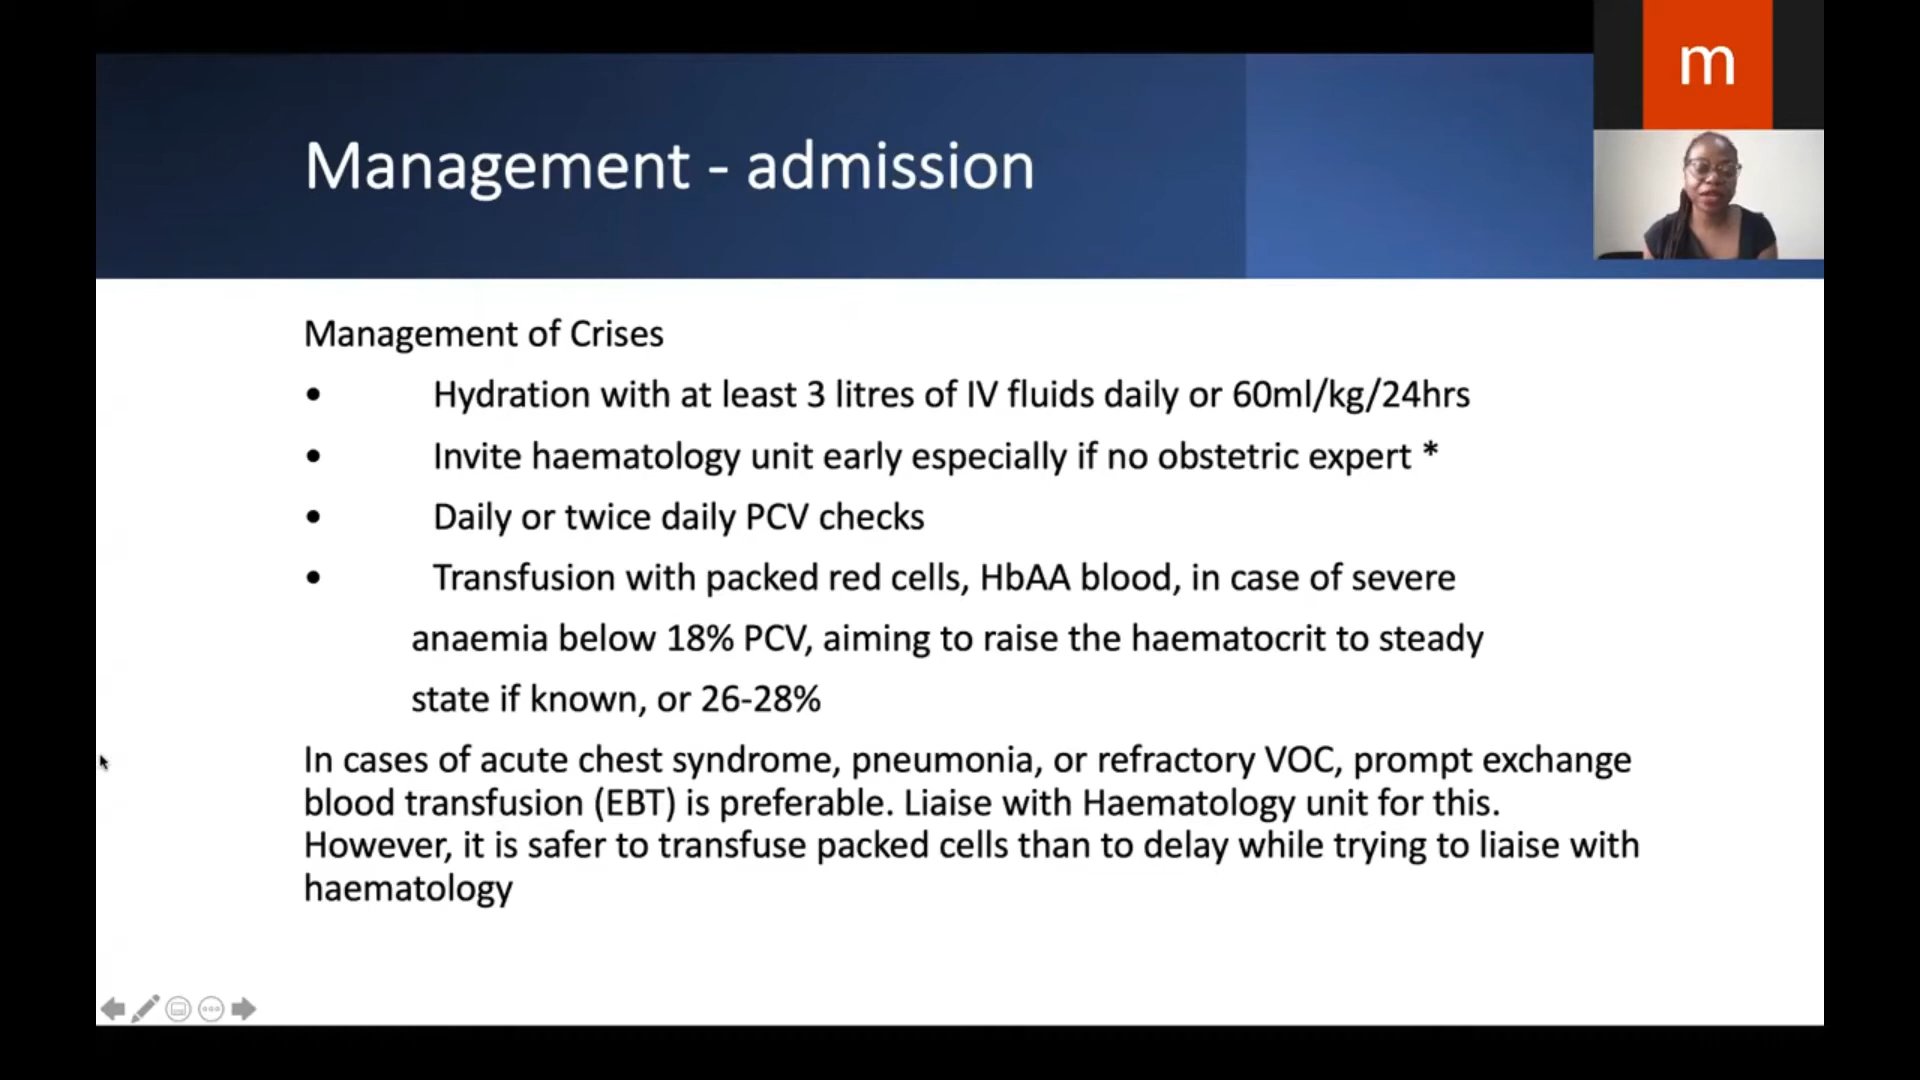 m
Management - admission
Management of Crises
• Hydration with at least 3 litres of IV fluids daily or 60ml/kg/24hrs
• Invite haematology unit early especially if no obstetric expert *
• Daily or twice daily PCV checks
• Transfusion with packed red cells, HbAA blood, in case of severe
anaemia below 18% PCV, aiming to raise the haematocrit to steady
state if known, or 26-28%
In cases of acute chest syndrome, pneumonia, or refractory VOC, prompt exchange
blood transfusion (EBT) is preferable. Liaise with Haematology unit for this.
However, it is safer to transfuse packed cells than to delay while trying to liaise with
haematology